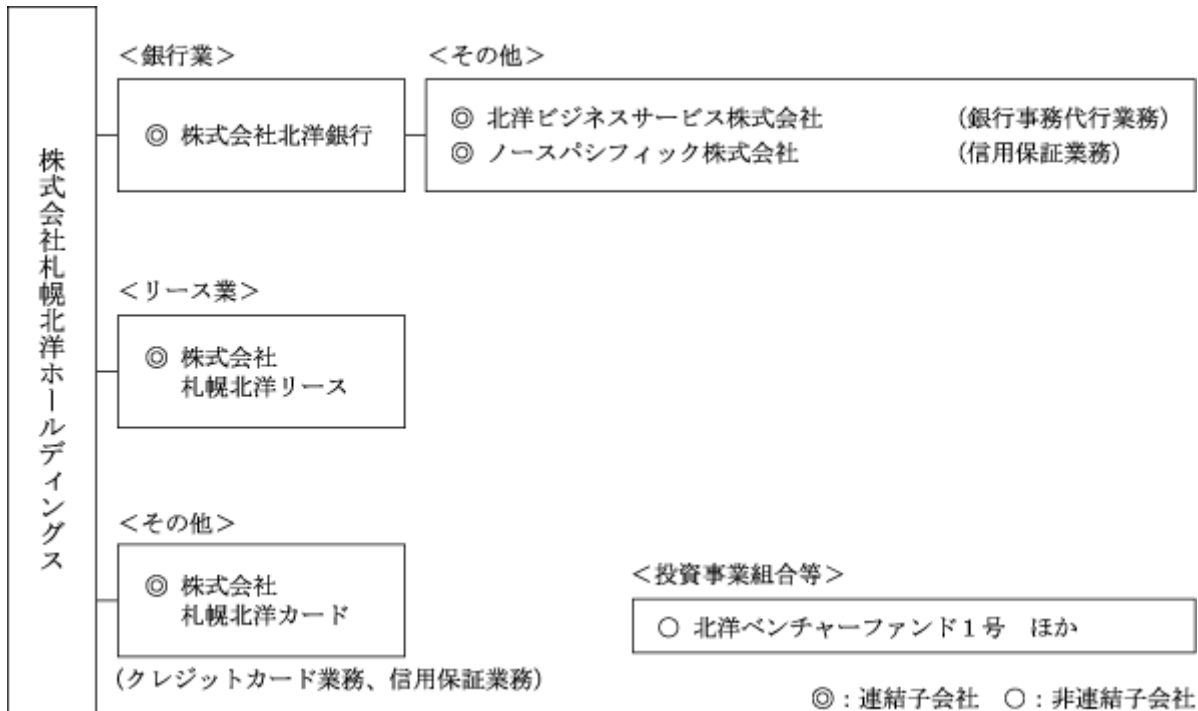 株式会社札幌北洋ホールディングス
＜銀行業＞
◎ 株式会社北洋銀行
＜その他＞
◎ 北洋ビジネスサービス株式会社 (銀行事務代行業務)
◎ ノースパシフィック株式会社 (信用保証業務)
＜リース業＞
◎ 株式会社
札幌北洋リース
＜その他＞
◎ 株式会社
札幌北洋カード
(クレジットカード業務、信用保証業務)
＜投資事業組合等＞
○ 北洋ベンチャーファンド１号 ほか
◎：連結子会社 ○：非連結子会社